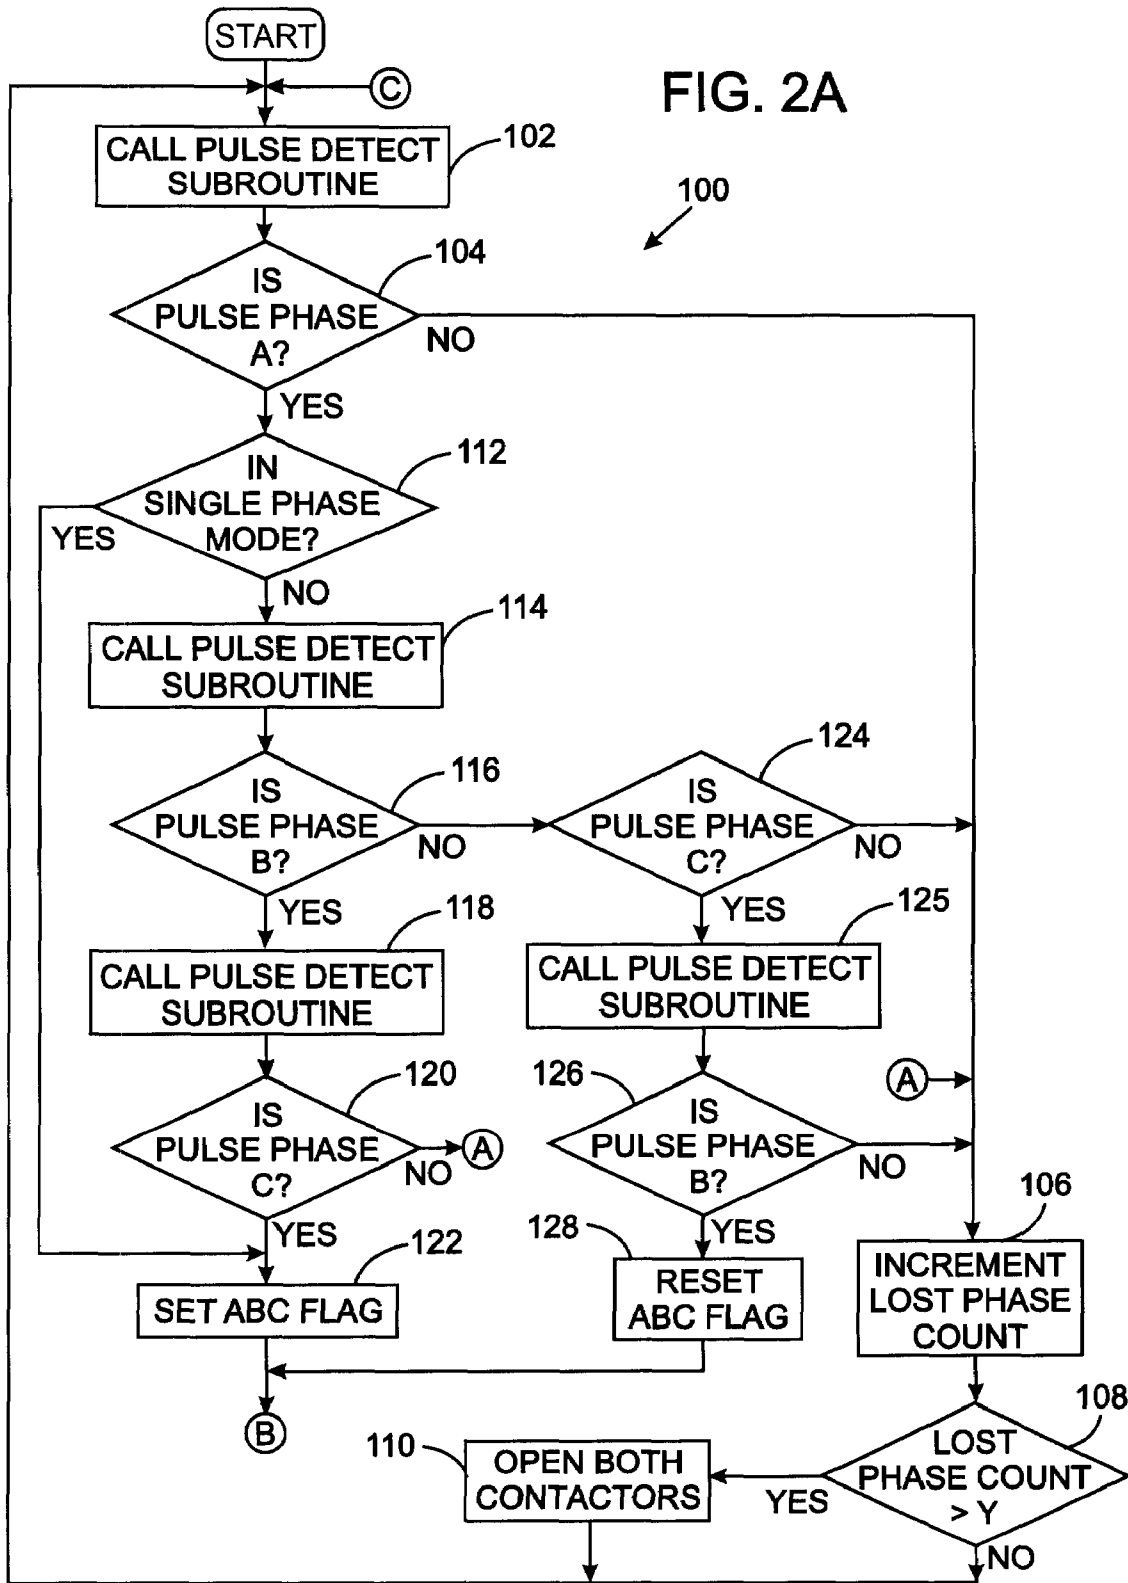 START
C
FIG. 2A
CALL PULSE DETECT
SUBROUTINE
102
100
IS
PULSE PHASE
A?
104
NO
YES
IN
SINGLE PHASE
MODE?
112
YES
NO
CALL PULSE DETECT
SUBROUTINE
114
IS
PULSE PHASE
B?
116
NO
YES
IS
PULSE PHASE
C?
124
NO
YES
CALL PULSE DETECT
SUBROUTINE
118
CALL PULSE DETECT
SUBROUTINE
125
IS
PULSE PHASE
C?
120
NO
A
YES
IS
PULSE PHASE
B?
126
NO
YES
A
SET ABC FLAG
122
RESET
ABC FLAG
128
INCREMENT
LOST PHASE
COUNT
106
B
OPEN BOTH
CONTACTORS
110
LOST
PHASE COUNT
> Y
108
YES
NO